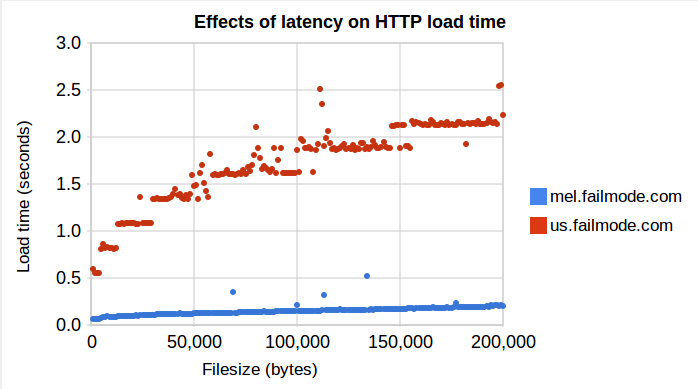 Effects of latency on HTTP load time
3.0
2.5
2.0
1.5
1.0
0.5
0.0
Load time (seconds)
0 50,000 100,000 150,000 200,000
Filesize (bytes)
mel.failmode.com
us.failmode.com